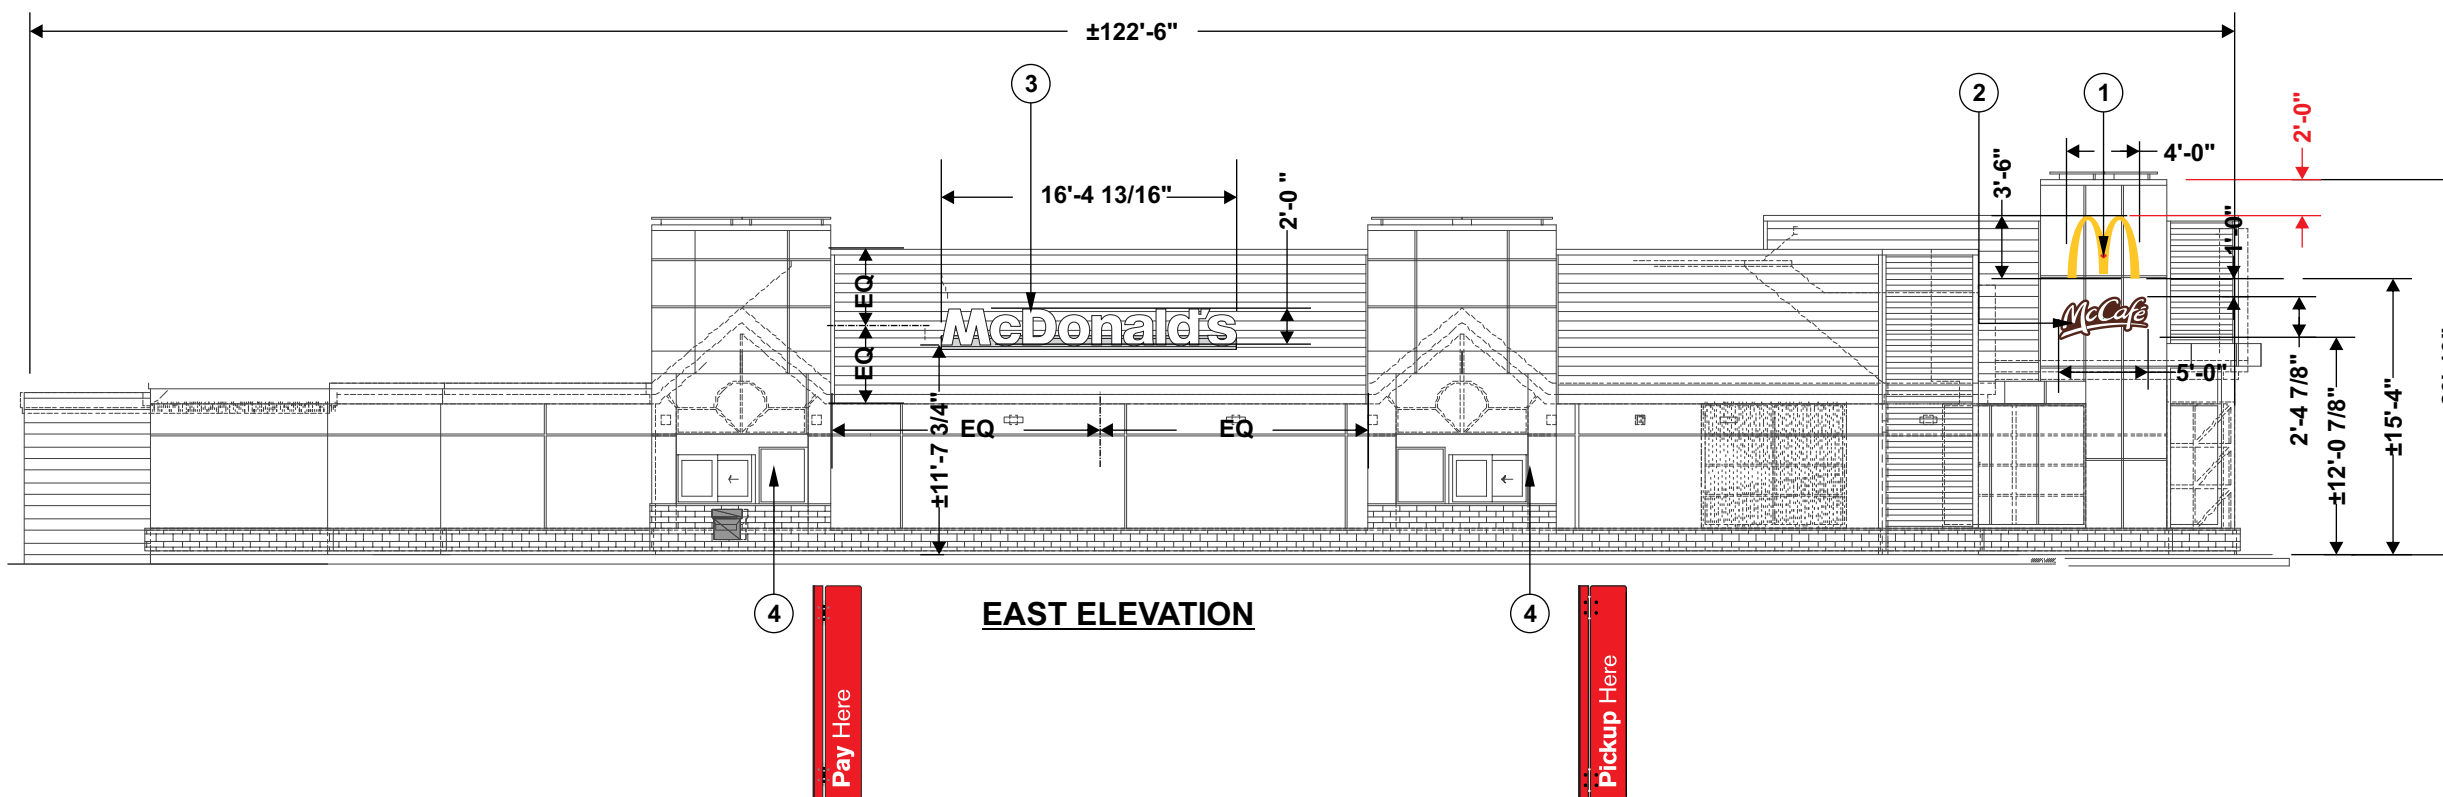 ±122'-6"
3
2
1
2'-0"
4'-0"
3'-6"
16'-4 13/16"
2'-0 "
1'-0"
EQ
McDonald's
McCafé
EQ
5'-0"
2'-4 7/8"
±12'-0 7/8"
±15'-4"
±11'-7 3/4"
EQ
EQ
4
EAST ELEVATION
4
Pay Here
Pickup Here